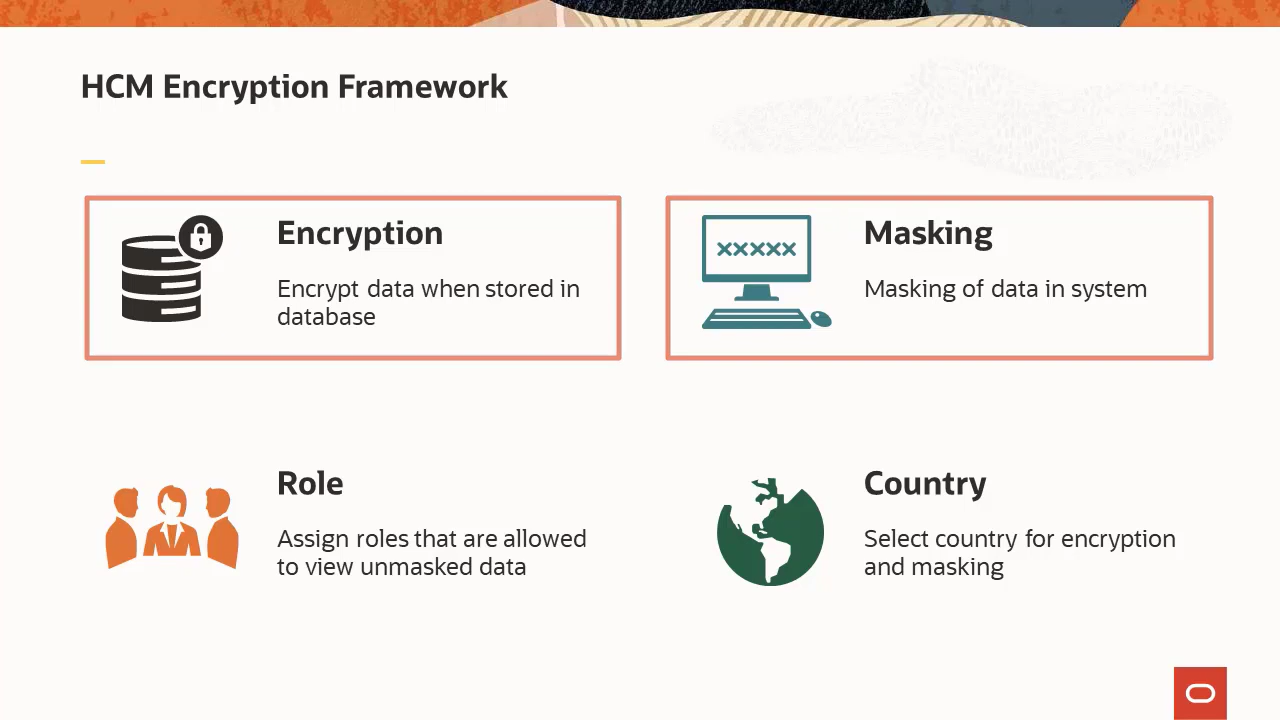 HCM Encryption Framework
Encryption
Encrypt data when stored in
database
xxxxx
Masking
Masking of data in system
Role
Assign roles that are allowed
to view unmasked data
Country
Select country for encryption
and masking